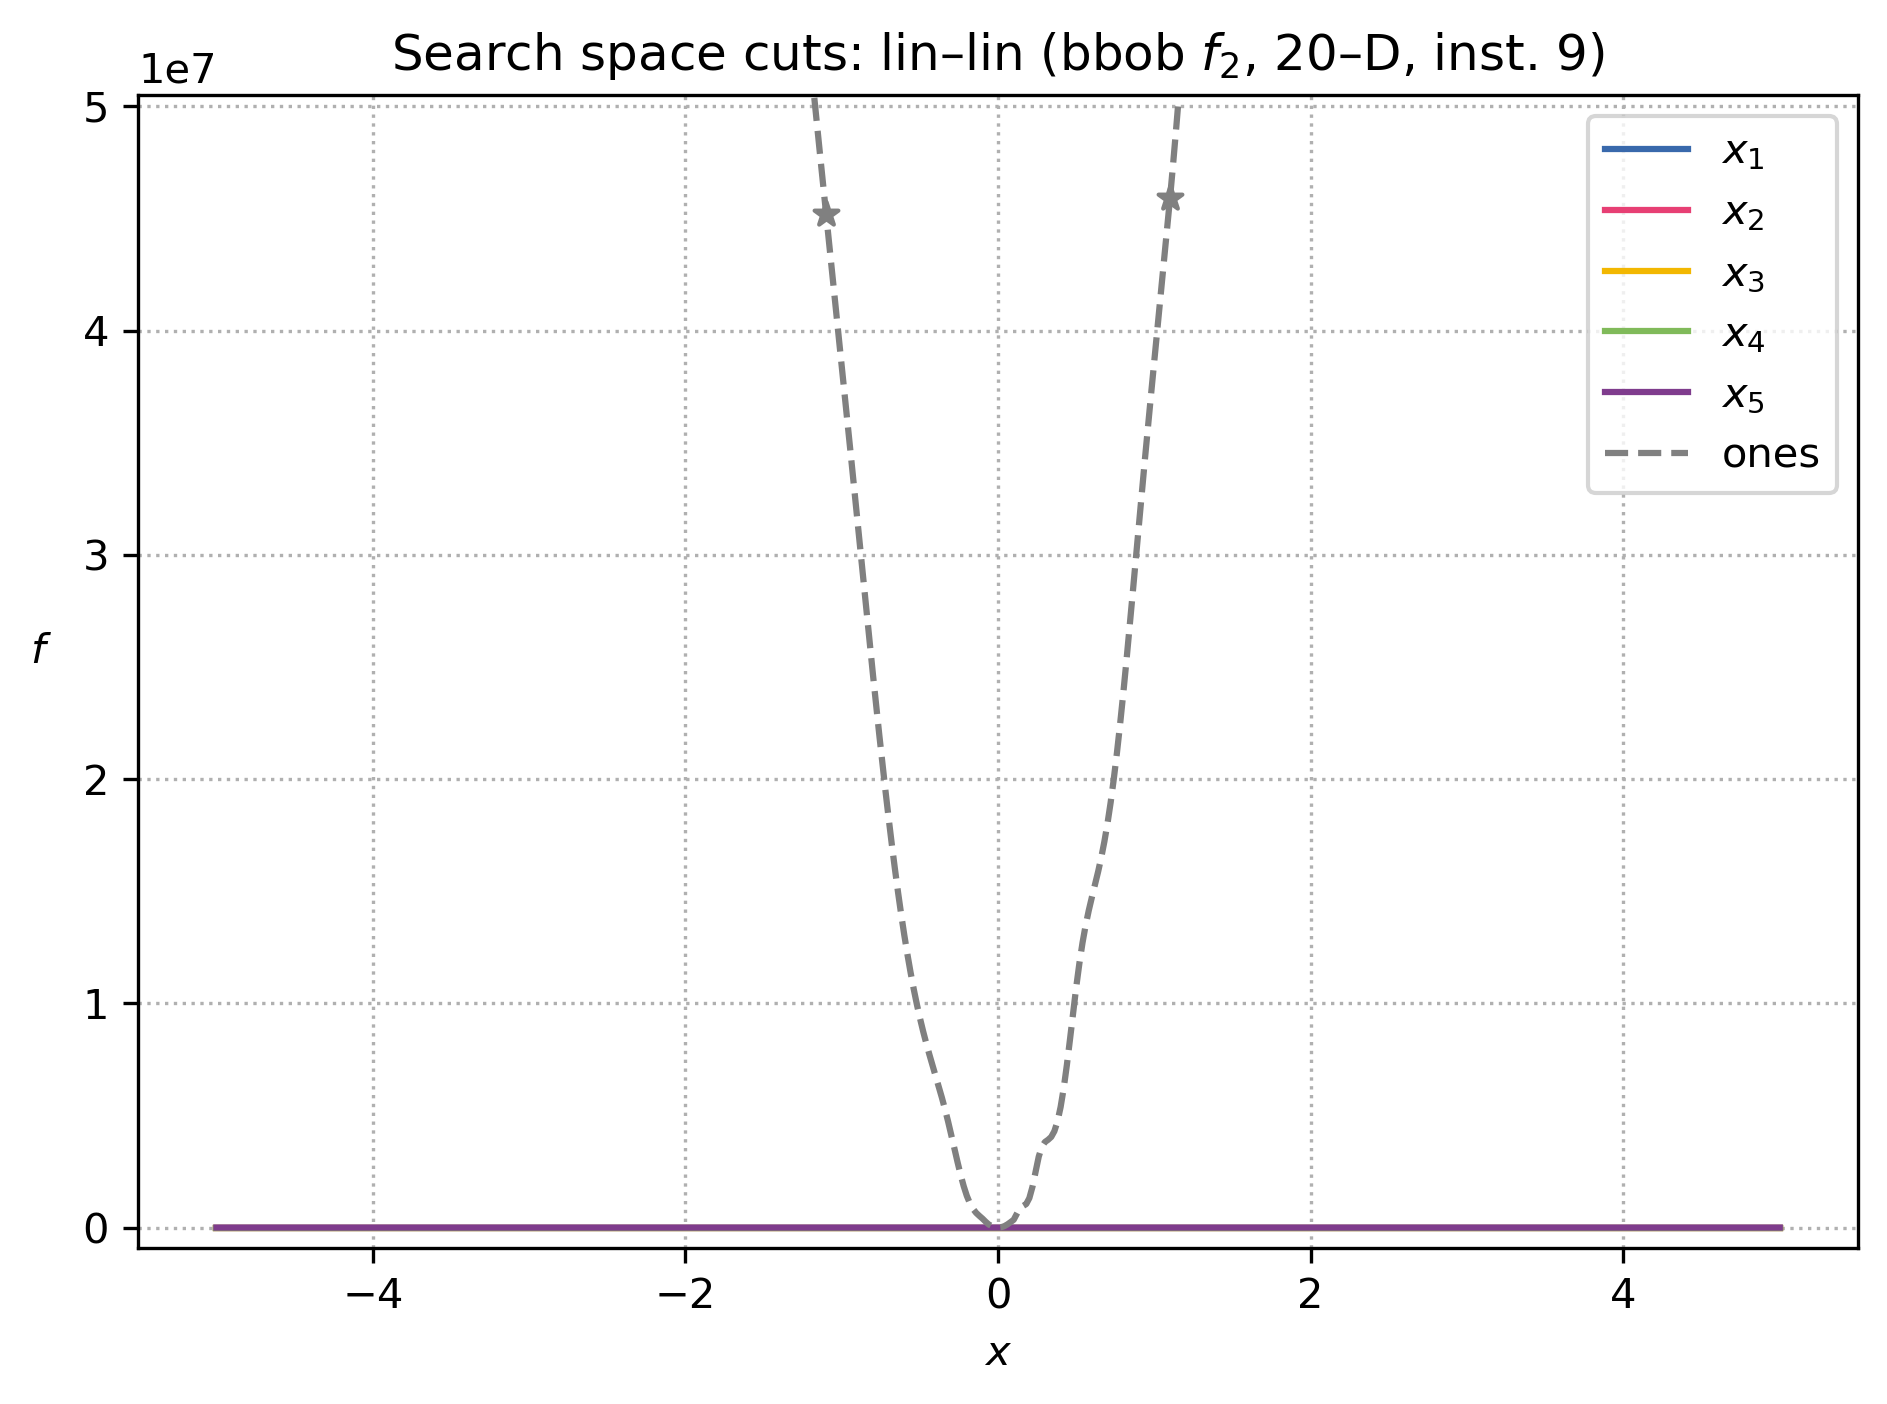 Search space cuts: lin–lin (bbob f₂, 20–D, inst. 9)
1e7
5
4
3
2
1
0
f
−4
−2
0
2
4
x
x₁
x₂
x₃
x₄
x₅
ones